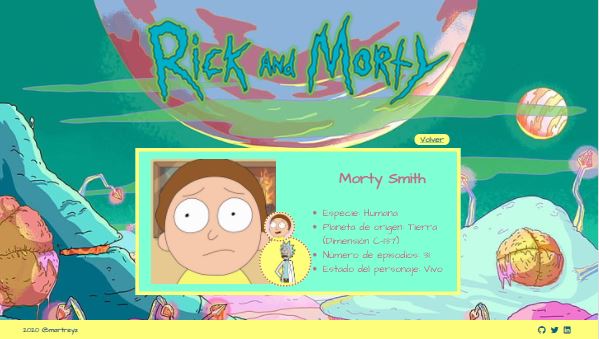 Rick and Morty
Volver
Morty Smith
Especie: Humana
Planeta de origen: Tierra
(Dimensión C-137)
Número de episodios: 31
Estado del personaje: Vivo
2020 @martreyz